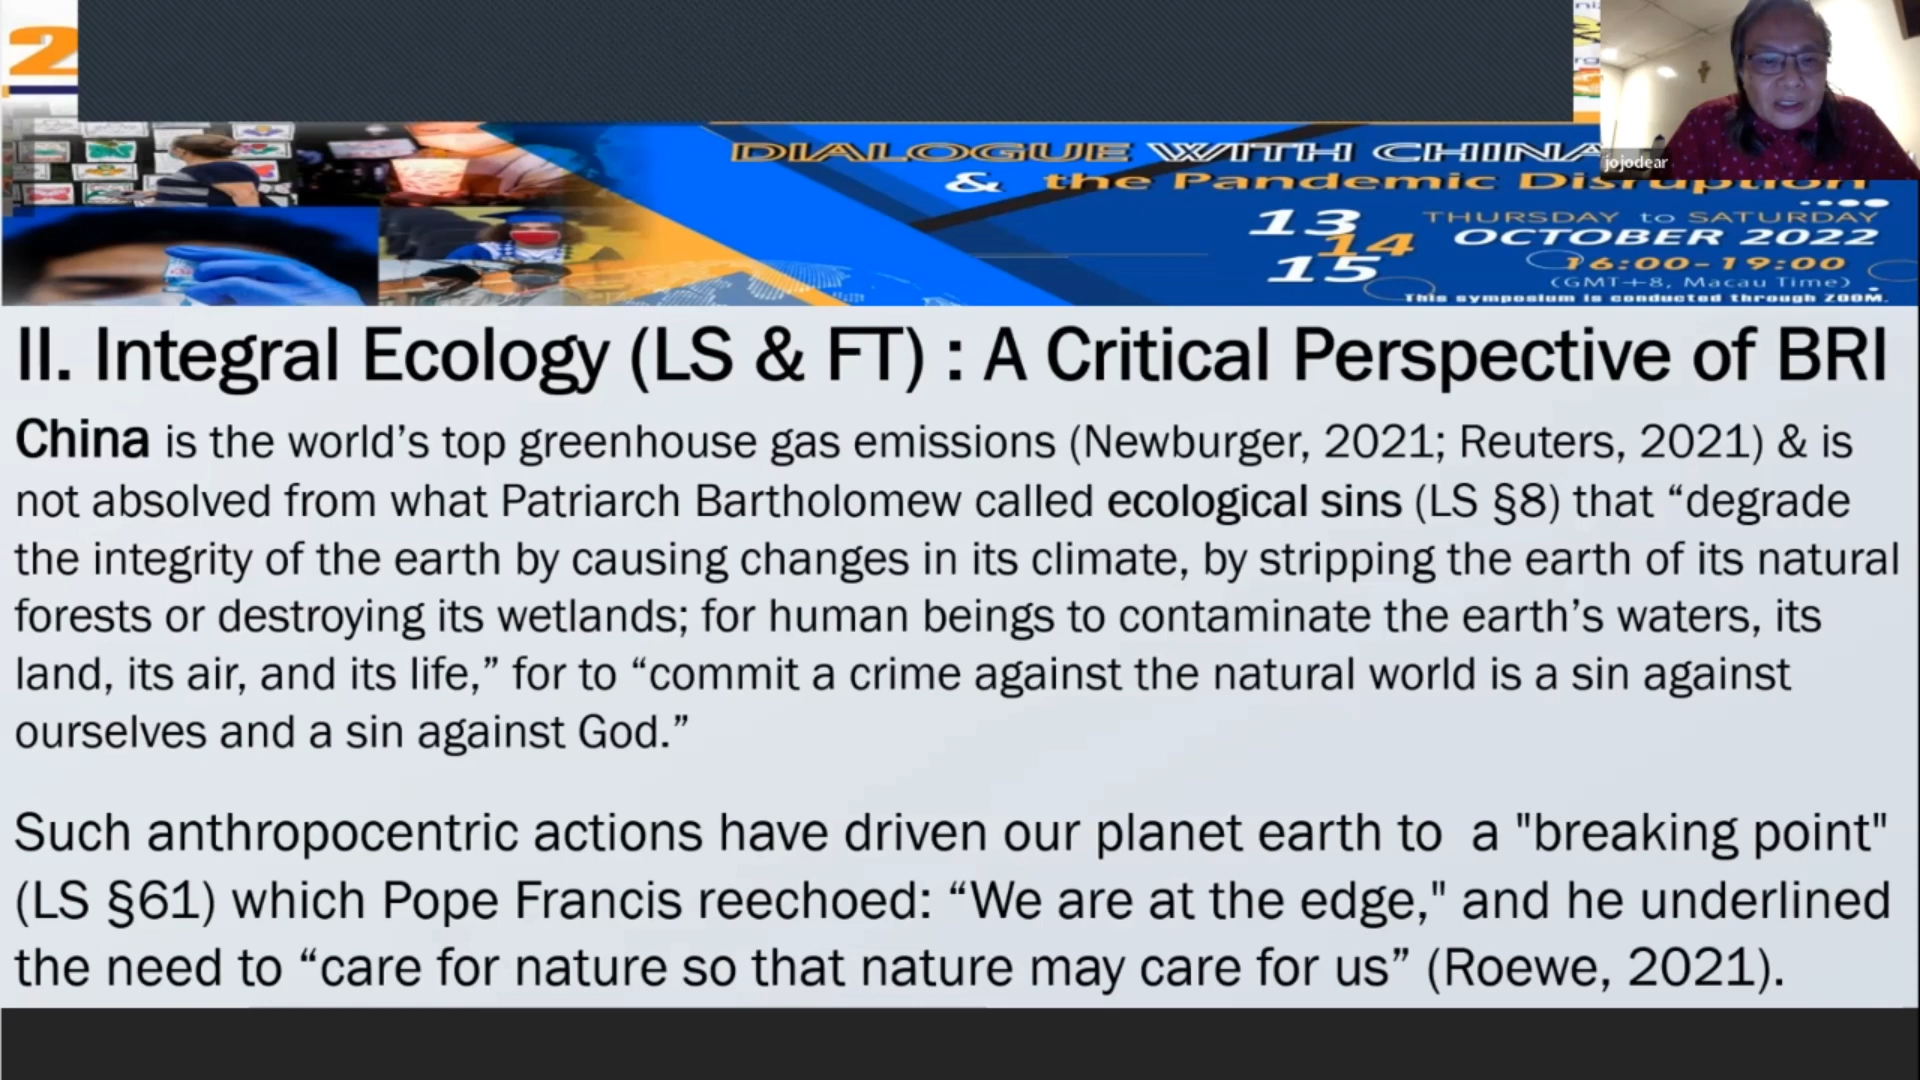 2
DIALOGUE WITH CHINA
& the Pandemic Disruption
jojodear
13
14
15
THURSDAY to SATURDAY
OCTOBER 2022
16:00-19:00
(GMT+8, Macau Time)
This symposium is conducted through ZOOM.
II. Integral Ecology (LS & FT) : A Critical Perspective of BRI
China is the world’s top greenhouse gas emissions (Newburger, 2021; Reuters, 2021) & is
not absolved from what Patriarch Bartholomew called ecological sins (LS §8) that “degrade
the integrity of the earth by causing changes in its climate, by stripping the earth of its natural
forests or destroying its wetlands; for human beings to contaminate the earth’s waters, its
land, its air, and its life,” for to “commit a crime against the natural world is a sin against
ourselves and a sin against God.”
Such anthropocentric actions have driven our planet earth to  a "breaking point"
(LS §61) which Pope Francis reechoed: “We are at the edge," and he underlined
the need to “care for nature so that nature may care for us” (Roewe, 2021).